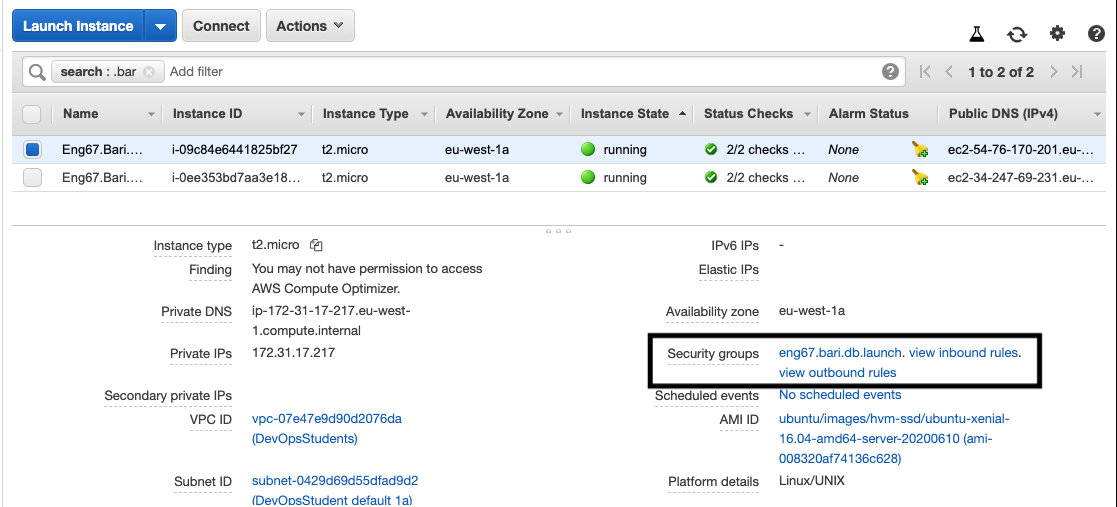 Launch Instance Connect Actions
search : .bar Add filter 1 to 2 of 2
Name Instance ID Instance Type Availability Zone Instance State Status Checks Alarm Status Public DNS (IPv4)
Eng67.Bari.... i-09c84e6441825bf27 t2.micro eu-west-1a running 2/2 checks ... None ec2-54-76-170-201.eu-...
Eng67.Bari.... i-0ee353bd7aa3e18... t2.micro eu-west-1a running 2/2 checks ... None ec2-34-247-69-231.eu-...
Instance type t2.micro
Finding You may not have permission to access
AWS Compute Optimizer.
Private DNS ip-172-31-17-217.eu-west-
1.compute.internal
Private IPs 172.31.17.217
Secondary private IPs
VPC ID vpc-07e47e9d90d2076da
(DevOpsStudents)
Subnet ID subnet-0429d69d55dfad9d2
(DevOpsStudent default 1a)
IPv6 IPs -
Elastic IPs
Availability zone eu-west-1a
Security groups eng67.bari.db.launch. view inbound rules.
view outbound rules
Scheduled events No scheduled events
AMI ID ubuntu/images/hvm-ssd/ubuntu-xenial-
16.04-amd64-server-20200610 (ami-
008320af74136c628)
Platform details Linux/UNIX